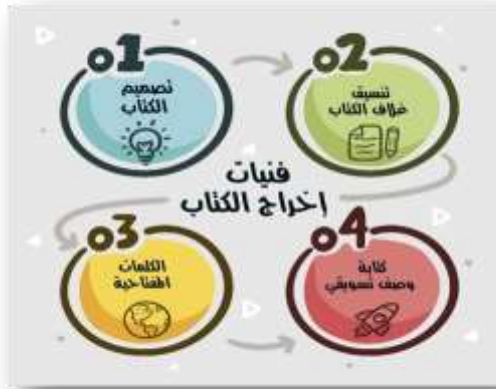 01
تصميم
الكتاب
02
تنسيق
غلاف الكتاب
فنيات
إخراج الكتاب
03
الكلمات
المفتاحية
04
كتابة
وصف تسويقي